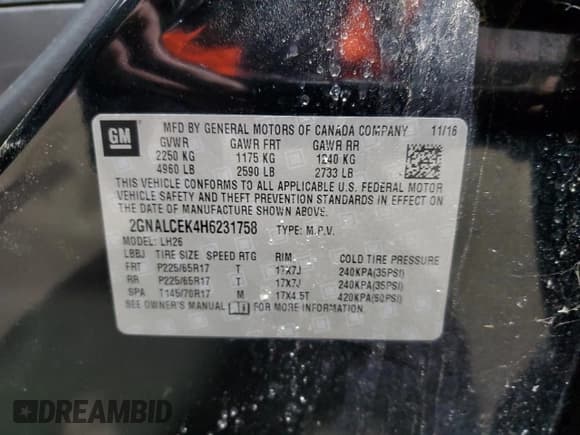 GM
MFD BY GENERAL MOTORS OF CANADA COMPANY 11/16
GVWR GAWR FRT GAWR RR
2250 KG 1175 KG 1240 KG
4960 LB 2590 LB 2733 LB
THIS VEHICLE CONFORMS TO ALL APPLICABLE U.S. FEDERAL MOTOR
VEHICLE SAFETY AND THEFT PREVENTION STANDARDS IN EFFECT ON
THE DATE OF MANUFACTURE SHOWN ABOVE.
2GNALCEK4H6231758 TYPE: M.P.V.
MODEL: LH26
LBBJ TIRE SIZE SPEED RTG RIM COLD TIRE PRESSURE
FRT P225/65R17 T 17X7J 240KPA(35PSI)
RR P225/65R17 T 17X7J 240KPA(35PSI)
SPA T145/70R17 M 17X4.5T 420KPA(60PSI)
SEE OWNER'S MANUAL FOR MORE INFORMATION.
DREAMBID